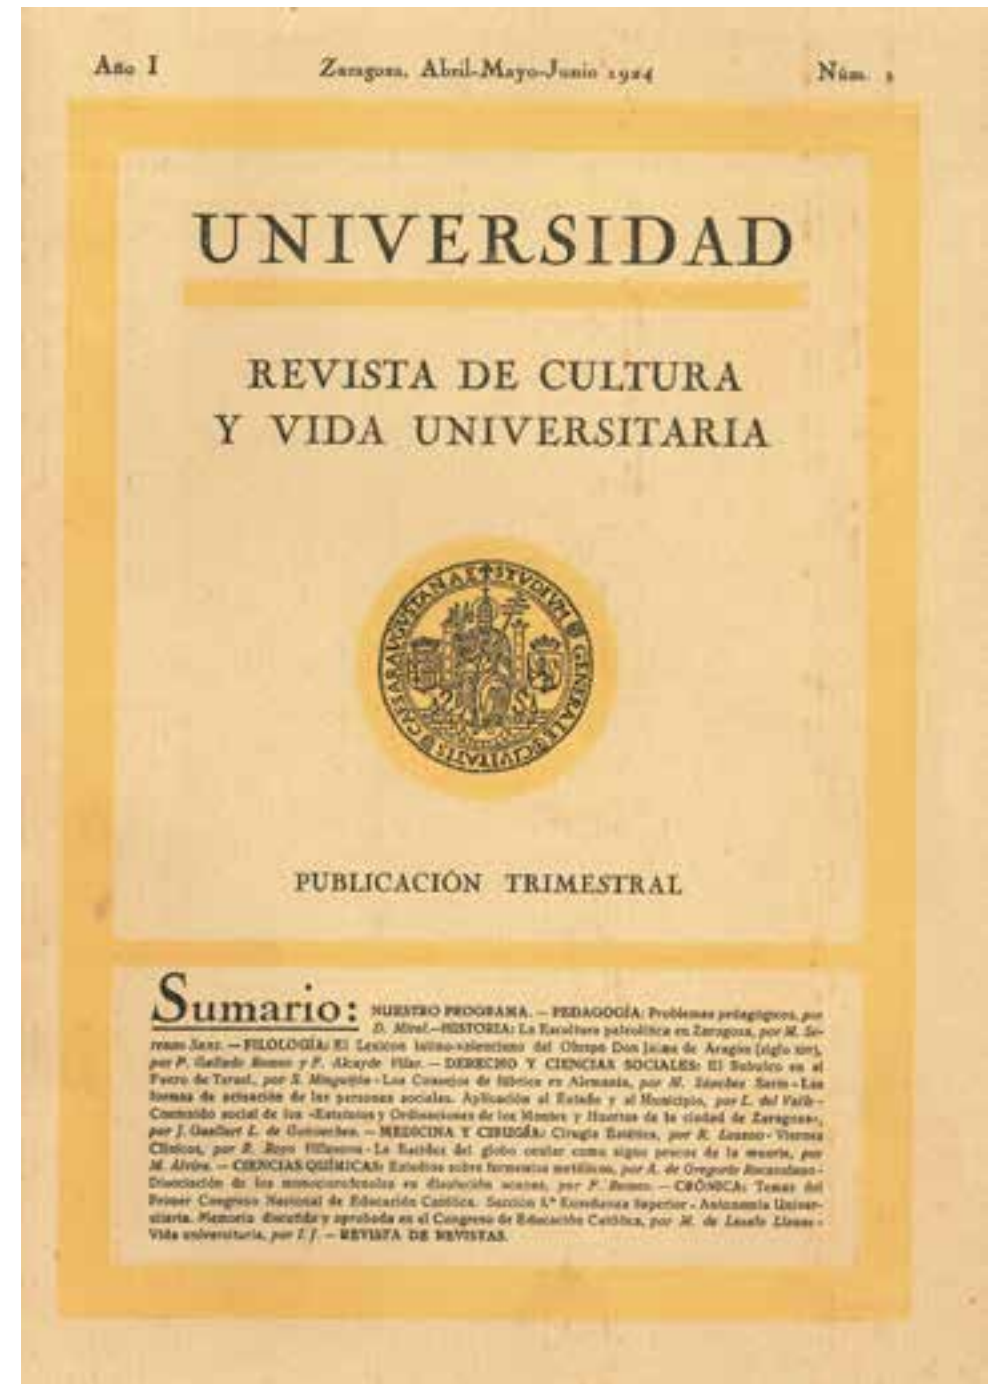 Año I Zaragoza, Abril-Mayo-Junio 1924 Núm.
UNIVERSIDAD
REVISTA DE CULTURA
Y VIDA UNIVERSITARIA
CAESARAVGVSTANAE STVDIVM GENERALE CIVITATIS
PUBLICACIÓN TRIMESTRAL
Sumario: NUESTRO PROGRAMA. — PEDAGOGÍA: Problemas pedagógicos, por
D. Miral.—HISTORIA: La Escultura paleolítica en Zaragoza, por M. Se-
rrano Sanz. — FILOLOGÍA: El Lexicon latino-valenciano del Obispo Don Jaime de Aragón (siglo XIV),
por P. Galindo Romeo y F. Alcayde Vilar. — DERECHO Y CIENCIAS SOCIALES: El en el
Fuero de Teruel, por S. Minguijón - Los Consejos de fábrica en Alemania, por M. Sánchez Sarto - Las
formas de actuación de las personas sociales. Aplicación al Estado y al Municipio, por L. del Valle -
Contenido social de los «Estatutos y Ordinaciones de los Montes y Huertas de la ciudad de Zaragoza»,
por J. Guallart L. de Goicoechea. — MEDICINA Y CIRUGÍA: Cirugía Estética, por R. Lozano - Viernes
Clínicos, por R. Royo Villanova - La flacidez del globo ocular como signo precoz de la muerte, por
M. Alvira. — CIENCIAS QUÍMICAS: Estudios sobre fermentos metálicos, por A. de Gregorio Rocasolano -
Disociación de los en disolución acuosa, por — CRÓNICA: Temas del
Primer Congreso Nacional de Educación Católica. Sección 5.ª Enseñanza Superior - Autonomía Univer-
sitaria. Memoria discutida y aprobada en el Congreso de Educación Católica, por M. de Lasala Llanas -
Vida universitaria, por I. J. — REVISTA DE REVISTAS.